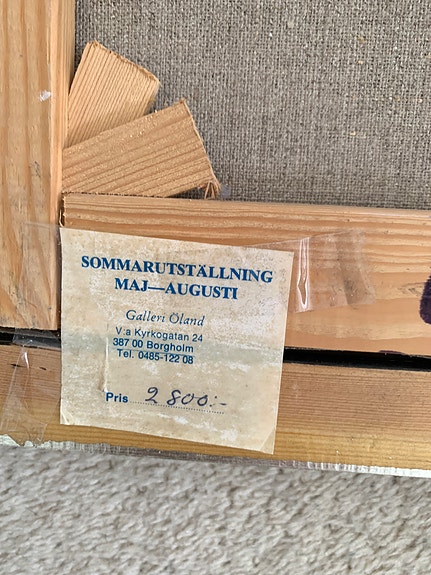 SOMMARUTSTÄLLNING
MAJ—AUGUSTI
Galleri Öland
V:a Kyrkogatan 24
387 00 Borgholm
Tel. 0485-122 08
Pris 2 800:-